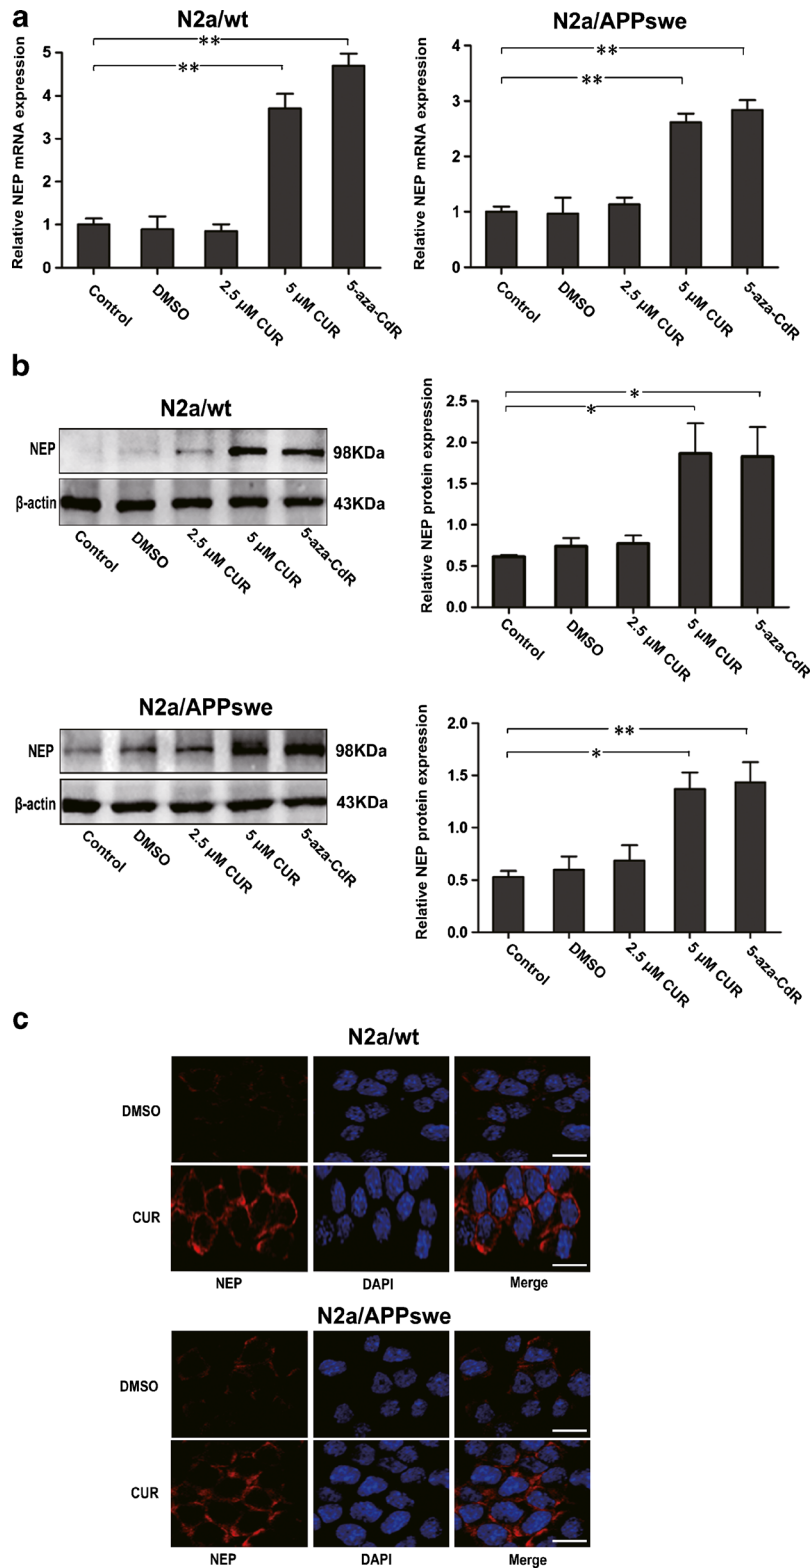 a
N2a/wt
N2a/APPswe
Relative NEP mRNA expression
5
4
3
2
1
0
**
**
Control
DMSO
2.5 µM CUR
5 µM CUR
5-aza-CdR
Relative NEP mRNA expression
4
3
2
1
0
**
**
Control
DMSO
2.5 µM CUR
5 µM CUR
5-aza-CdR
b
N2a/wt
NEP
98KDa
β-actin
43KDa
Control
DMSO
2.5 µM CUR
5 µM CUR
5-aza-CdR
Relative NEP protein expression
2.5
2.0
1.5
1.0
0.5
0.0
*
*
Control
DMSO
2.5 µM CUR
5 µM CUR
5-aza-CdR
N2a/APPswe
NEP
98KDa
β-actin
43KDa
Control
DMSO
2.5 µM CUR
5 µM CUR
5-aza-CdR
Relative NEP protein expression
2.0
1.5
1.0
0.5
0.0
**
*
Control
DMSO
2.5 µM CUR
5 µM CUR
5-aza-CdR
c
N2a/wt
DMSO
CUR
NEP
DAPI
Merge
N2a/APPswe
DMSO
CUR
NEP
DAPI
Merge